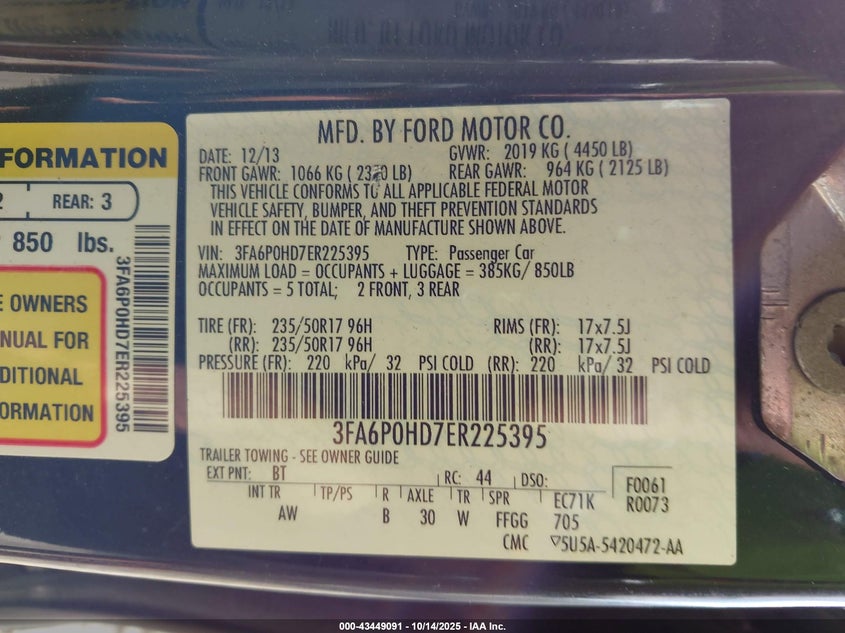 MFD. BY FORD MOTOR CO.
DATE: 12/13 GVWR: 2019 KG ( 4450 LB)
FRONT GAWR: 1066 KG ( 2350 LB) REAR GAWR: 964 KG ( 2125 LB)
THIS VEHICLE CONFORMS TO ALL APPLICABLE FEDERAL MOTOR
VEHICLE SAFETY, BUMPER, AND THEFT PREVENTION STANDARDS
IN EFFECT ON THE DATE OF MANUFACTURE SHOWN ABOVE.
VIN: 3FA6P0HD7ER225395 TYPE: Passenger Car
MAXIMUM LOAD = OCCUPANTS + LUGGAGE = 385KG/ 850LB
OCCUPANTS = 5 TOTAL; 2 FRONT, 3 REAR
TIRE (FR): 235/50R17 96H RIMS (FR): 17x7.5J
(RR): 235/50R17 96H (RR): 17x7.5J
PRESSURE (FR): 220 kPa/ 32 PSI COLD (RR): 220 kPa/ 32 PSI COLD
3FA6P0HD7ER225395
TRAILER TOWING - SEE OWNER GUIDE
EXT PNT: BT RC: 44 DSO:
INT TR TP/PS R AXLE TR SPR EC71K
AW B 30 W FFGG 705
F0061
R0073
CMC ▽5U5A-5420472-AA
FORMATION
2 REAR: 3
850 lbs.
E OWNERS
NUAL FOR
DDITIONAL
FORMATION
3FA6P0HD7ER225395
000-43449091 - 10/14/2025 - IAA Inc.